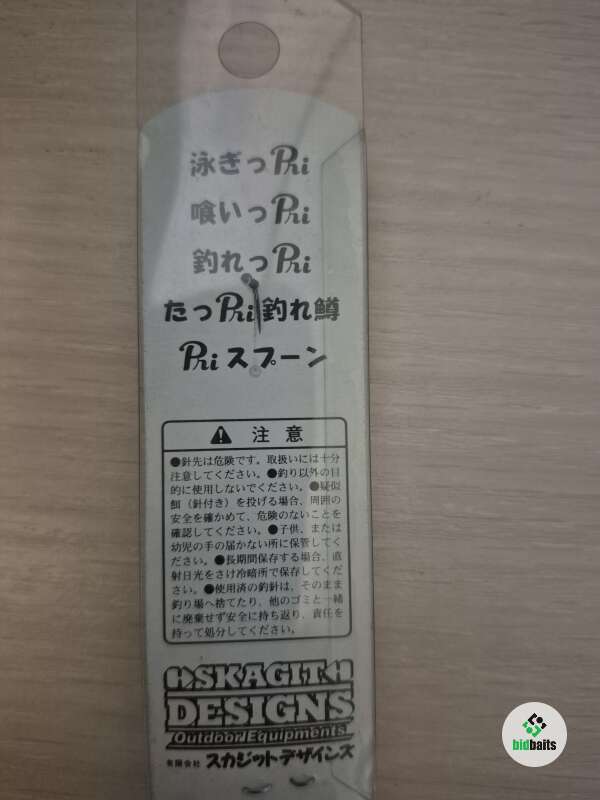 泳ぎっPri
喰いっPri
釣れっPri
たっPri釣れ鱒
Priスプーン
注意
●針先は危険です。取扱いには十分
注意してください。●釣り以外の目
的に使用しないでください。●疑似
餌（針付き）を投げる場合、周囲の
安全を確かめて、危険のないことを
確認してください。●子供、または
幼児の手の届かない所に保管してく
ださい。●長期間保存する場合、直
射日光をさけ冷暗所で保存してくだ
さい。●使用済の釣針は、そのまま
釣り場へ捨てたり、他のゴミと一緒
に廃棄せず安全に持ち返り、責任を
持って処分してください。
SKAGIT
DESIGNS
Outdoor Equipments
有限会社 スカジットデザインズ
bidbaits